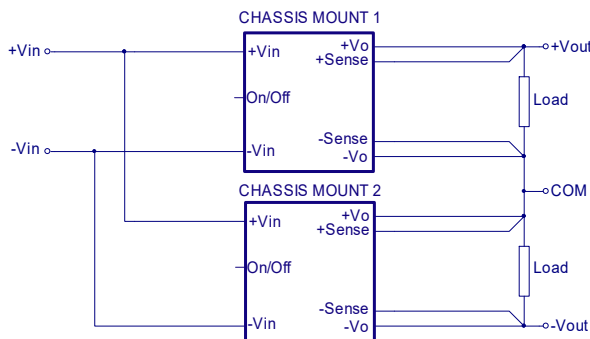 CHASSIS MOUNT 1
+Vin
+Vin
+Vo
+Vout
+Sense
On/Off
Load
-Vin
-Vin
-Sense
-Vo
CHASSIS MOUNT 2
COM
+Vin
+Vo
+Sense
On/Off
Load
-Sense
-Vin
-Vo
-Vout